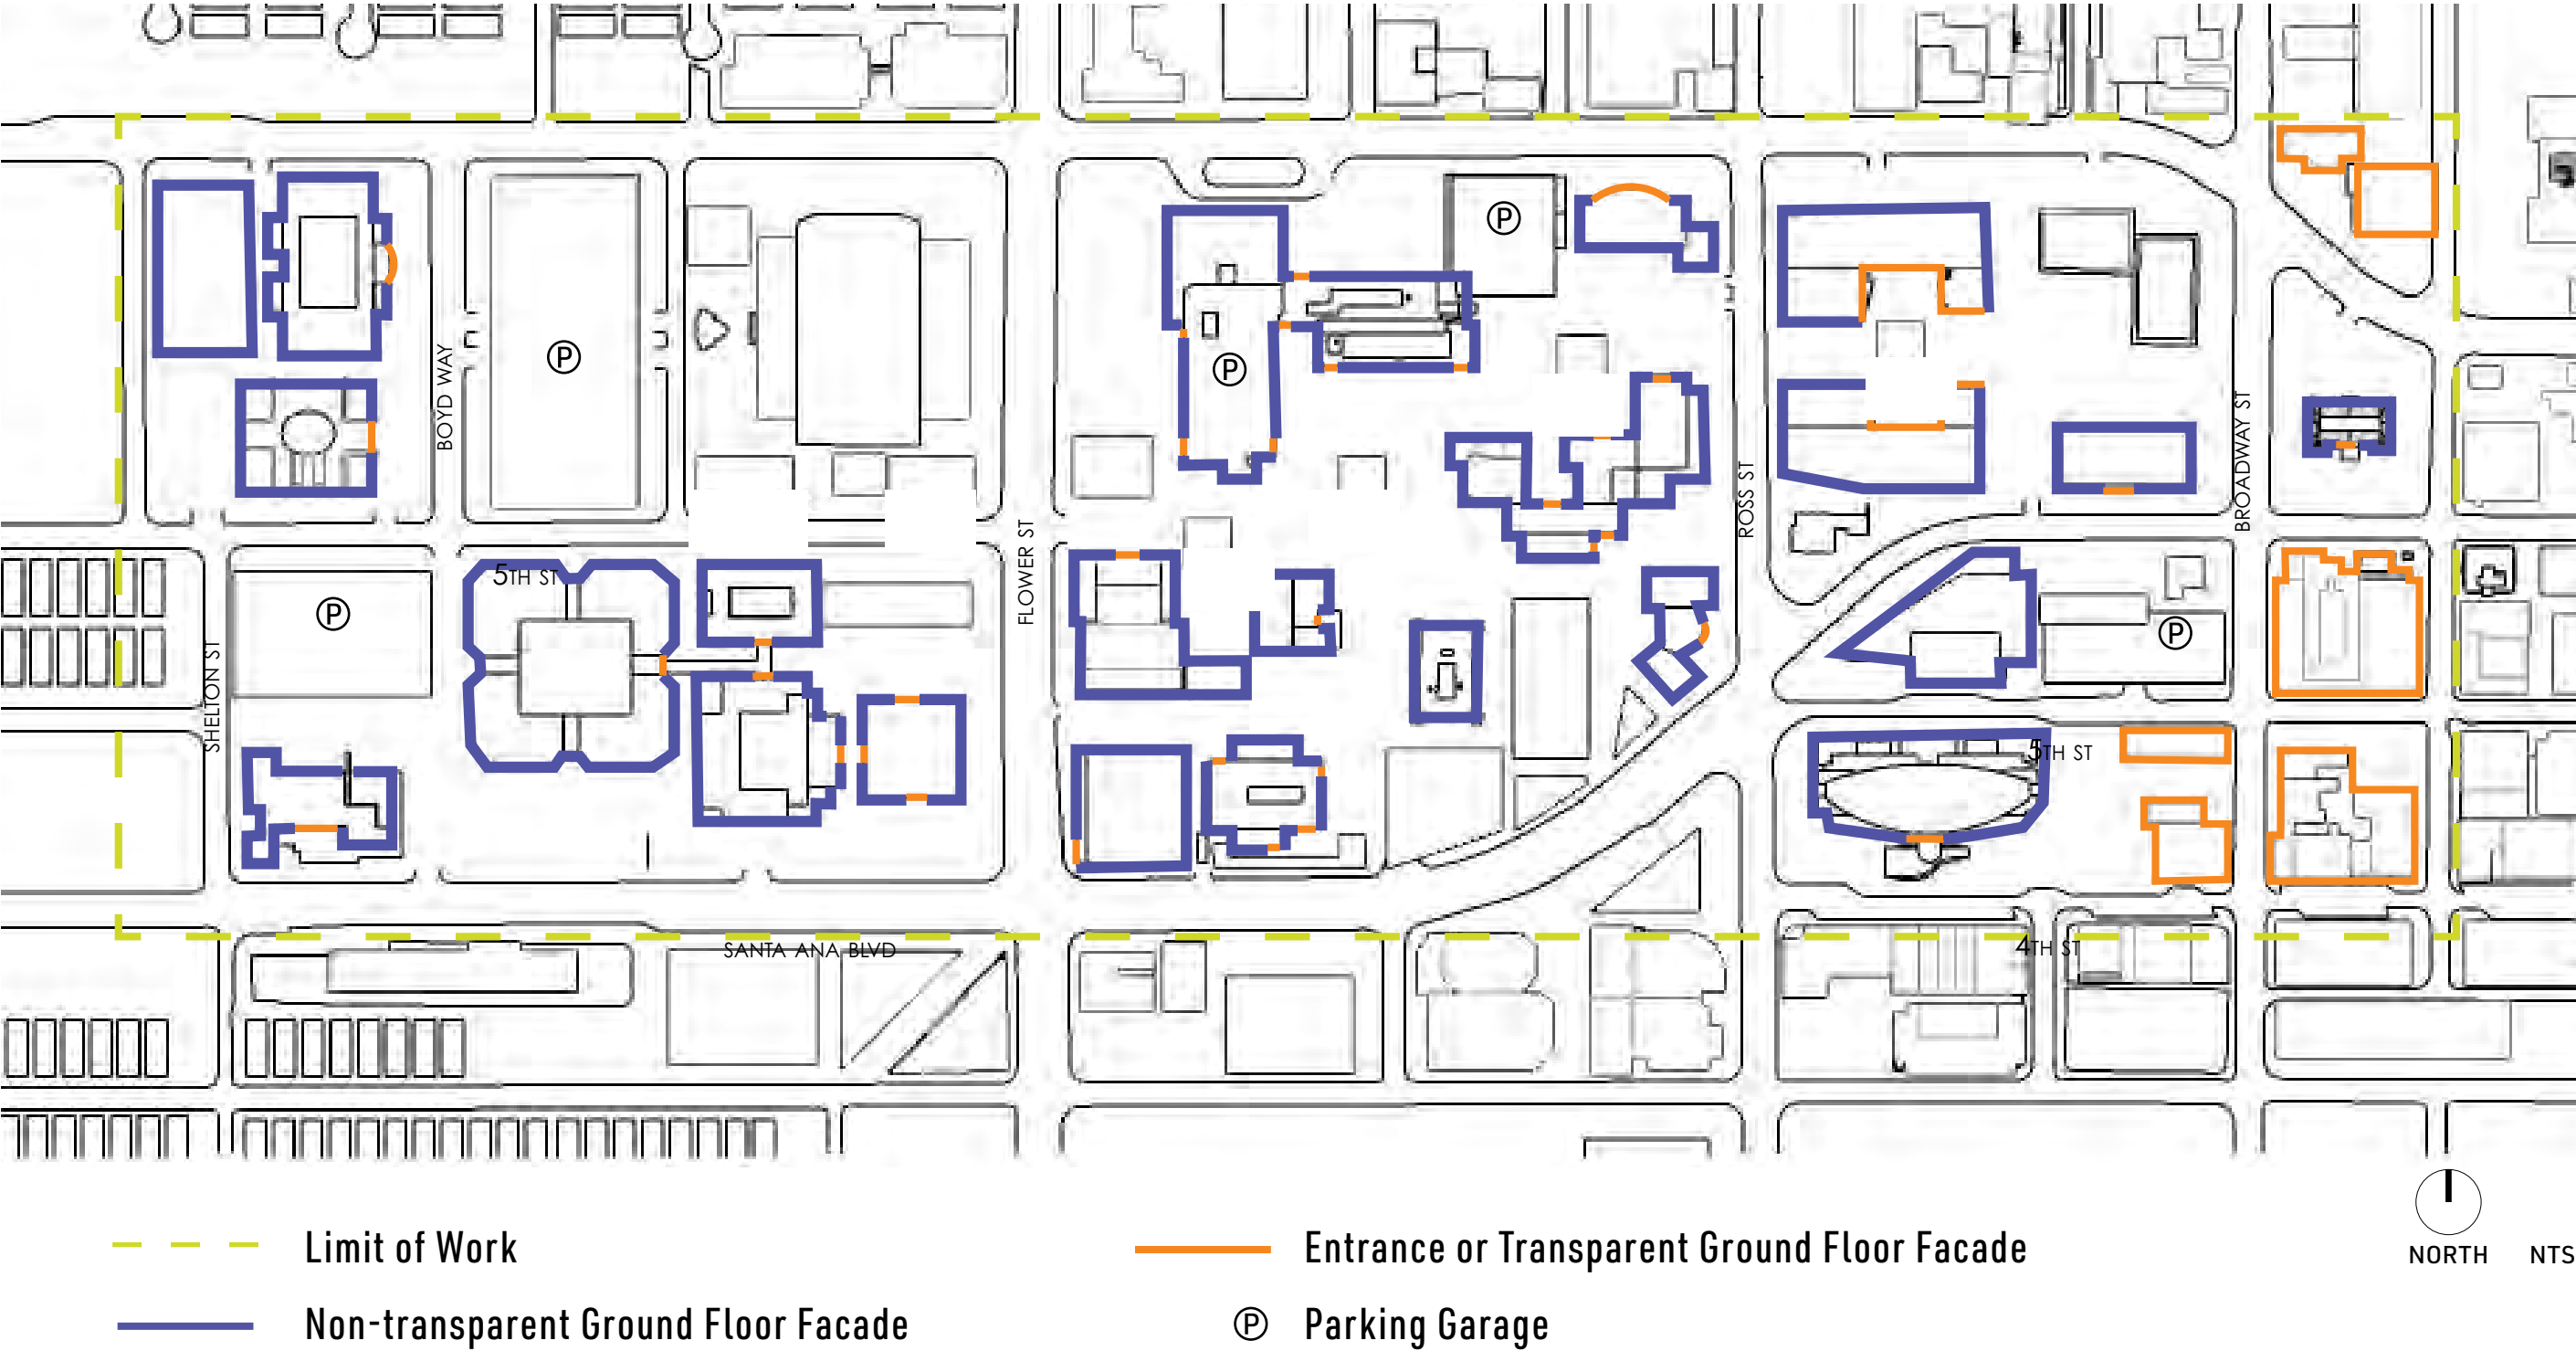 Ⓟ
Ⓟ
Ⓟ
BOYD WAY
BROADWAY ST
ROSS ST
FLOWER ST
5TH ST
Ⓟ
Ⓟ
SHELTON ST
5TH ST
SANTA ANA BLVD
4TH ST
Limit of Work
Non-transparent Ground Floor Facade
Entrance or Transparent Ground Floor Facade
Ⓟ Parking Garage
NORTH NTS